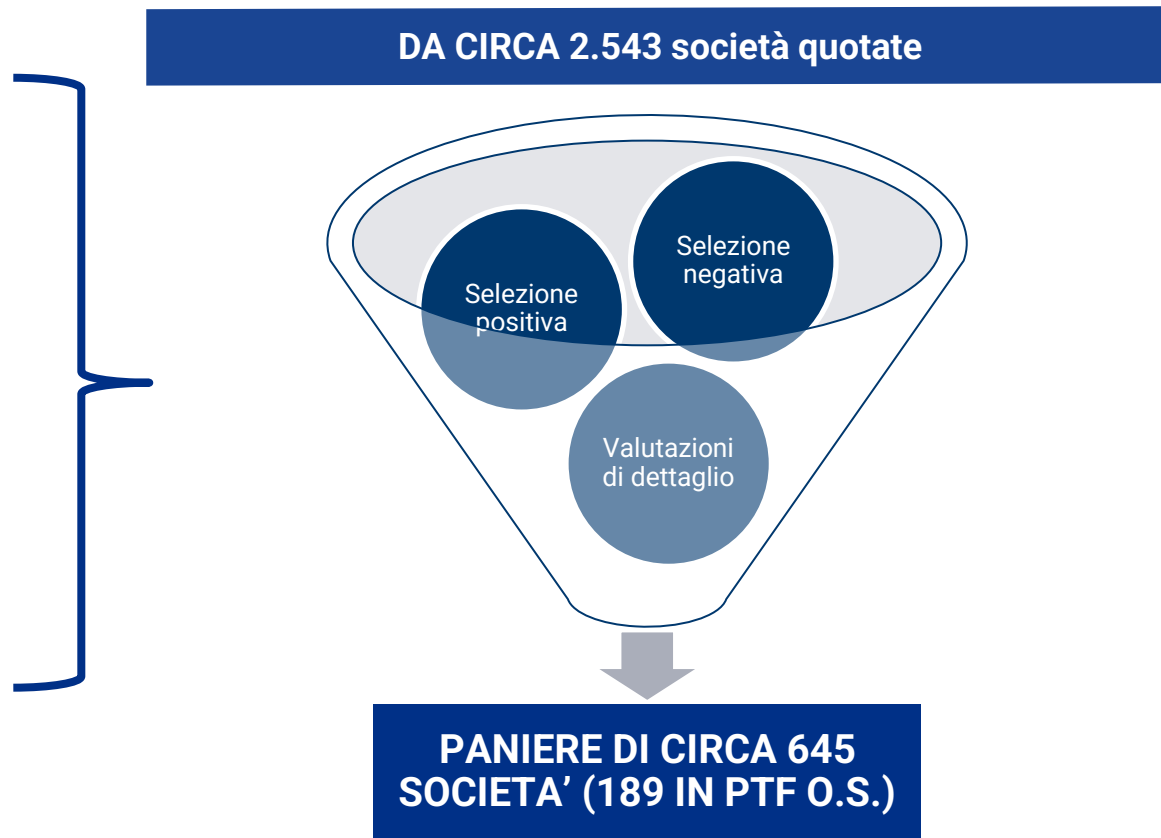 DA CIRCA 2.543 società quotate
Selezione
negativa
Selezione
positiva
Valutazioni
di dettaglio
PANIERE DI CIRCA 645
SOCIETA’ (189 IN PTF O.S.)